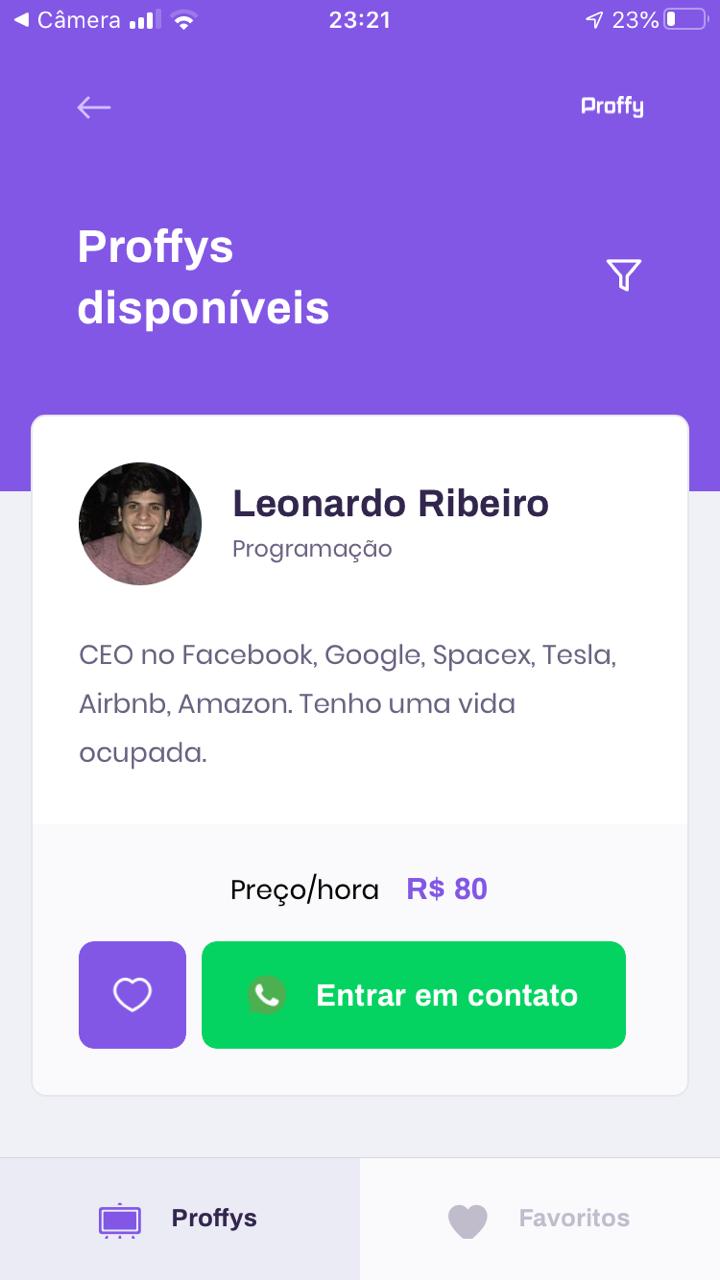 Câmera 23:21 23%
Proffy
Proffys
disponíveis
Leonardo Ribeiro
Programação
CEO no Facebook, Google, Spacex, Tesla,
Airbnb, Amazon. Tenho uma vida
ocupada.
Preço/hora R$ 80
Entrar em contato
Proffys Favoritos